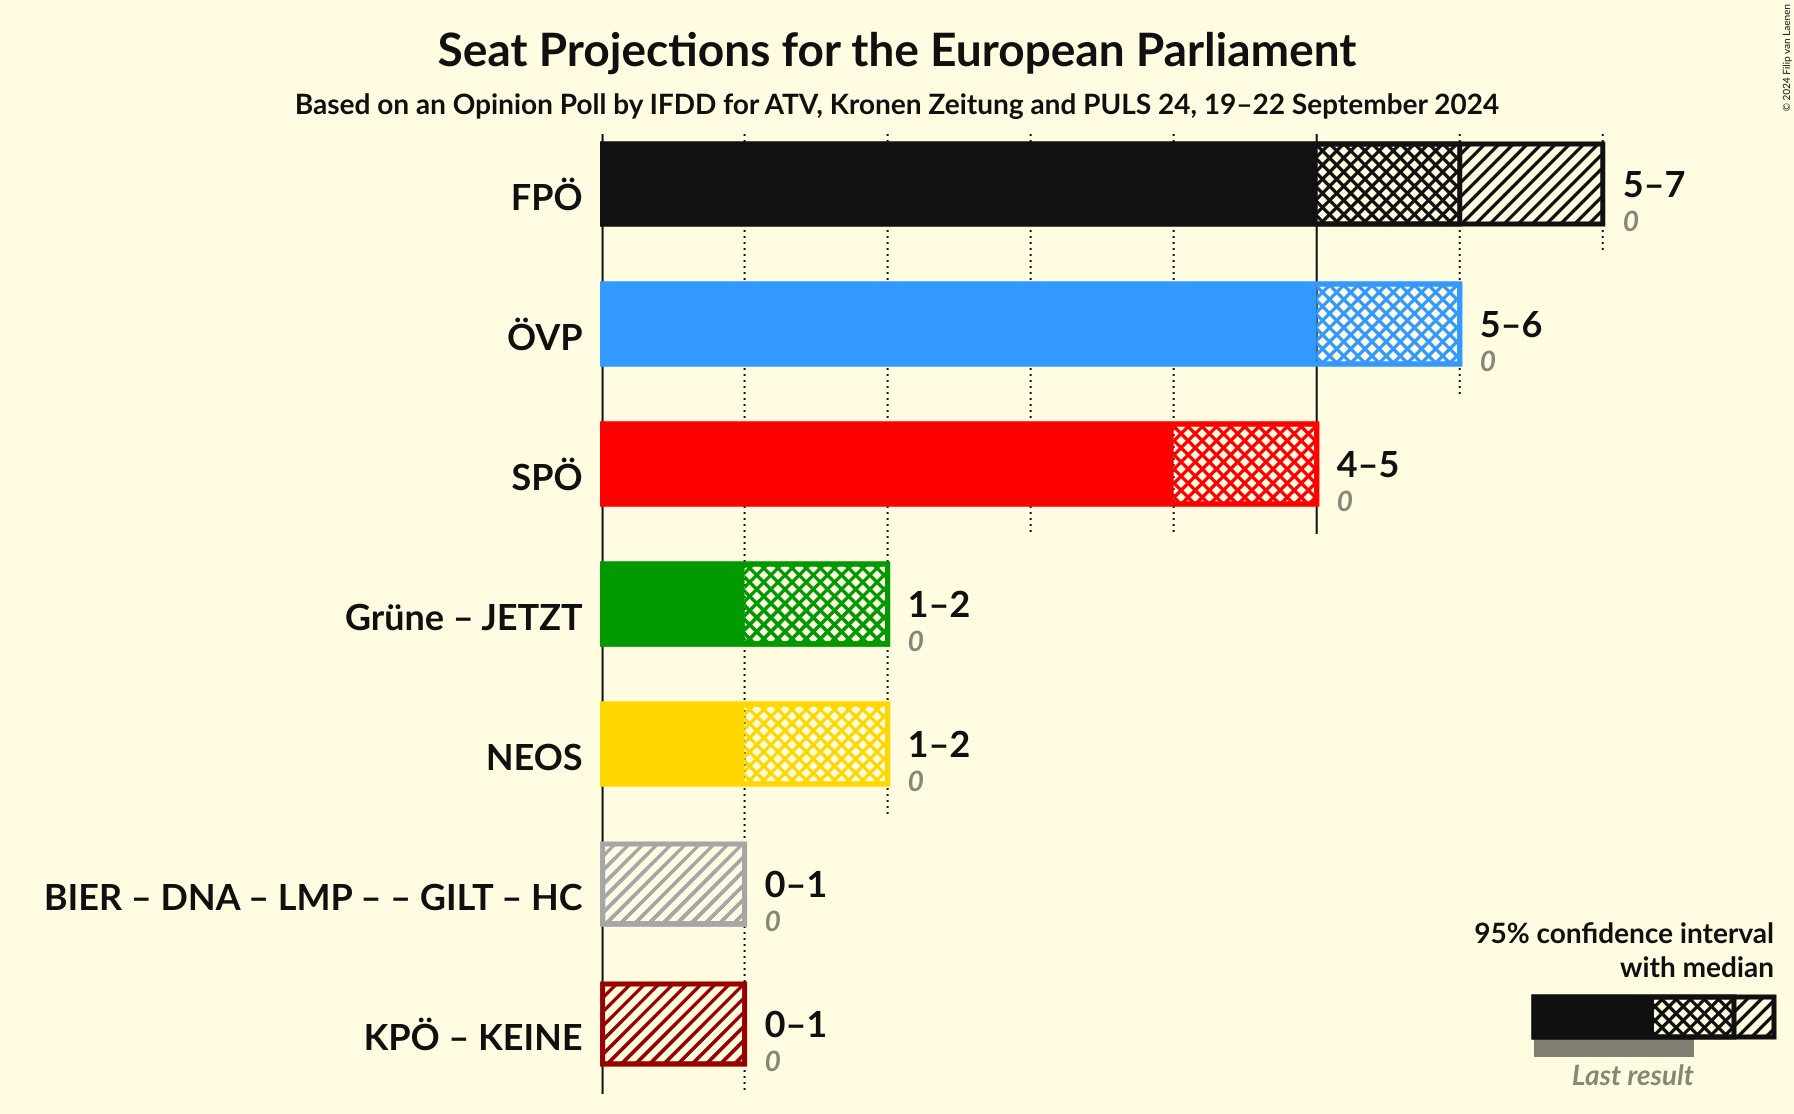 Seat Projections for the European Parliament
Based on an Opinion Poll by IFDD for ATV, Kronen Zeitung and PULS 24, 19–22 September 2024
© 2024 Filip van Laenen
FPÖ
5–7
0
ÖVP
5–6
0
SPÖ
4–5
0
Grüne – JETZT
1–2
0
NEOS
1–2
0
BIER – DNA – LMP – – GILT – HC
0–1
0
KPÖ – KEINE
0–1
0
95% confidence interval
with median
Last result